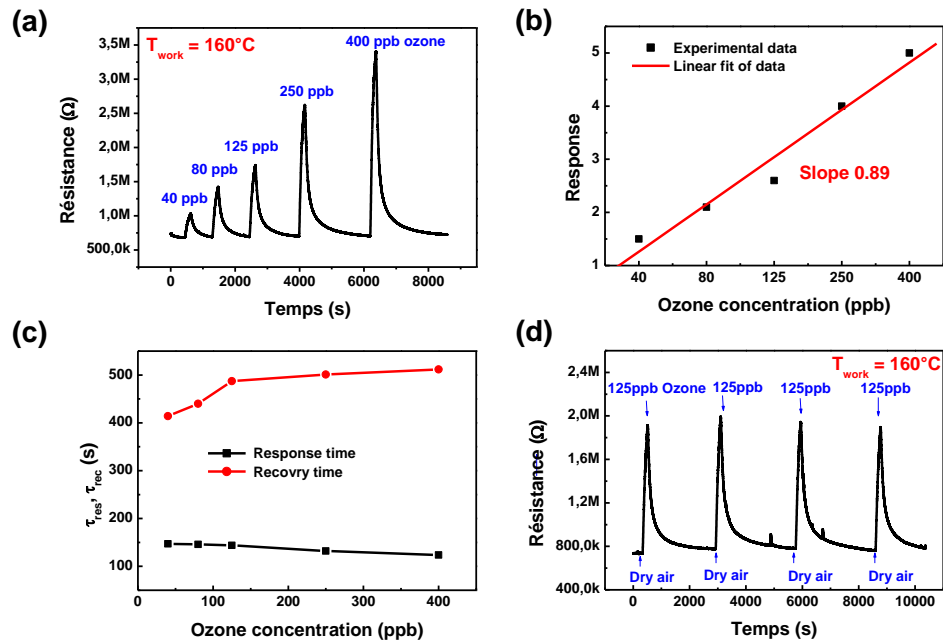 (a)
T work = 160°C
400 ppb ozone
250 ppb
125 ppb
80 ppb
40 ppb
3,5M
3,0M
2,5M
2,0M
1,5M
1,0M
500,0k
Résistance (Ω)
0 2000 4000 6000 8000
Temps (s)
(b)
Experimental data
Linear fit of data
Slope 0.89
5
4
3
2
1
Response
40 80 125 250 400
Ozone concentration (ppb)
(c)
500
400
300
200
100
τres, τrec (s)
Response time
Recovry time
0 100 200 300 400
Ozone concentration (ppb)
(d)
T work = 160°C
125ppb Ozone 125ppb 125ppb 125ppb
2,4M
2,0M
1,6M
1,2M
800,0k
400,0k
Résistance (Ω)
Dry air Dry air Dry air Dry air
0 2000 4000 6000 8000 10000
Temps (s)